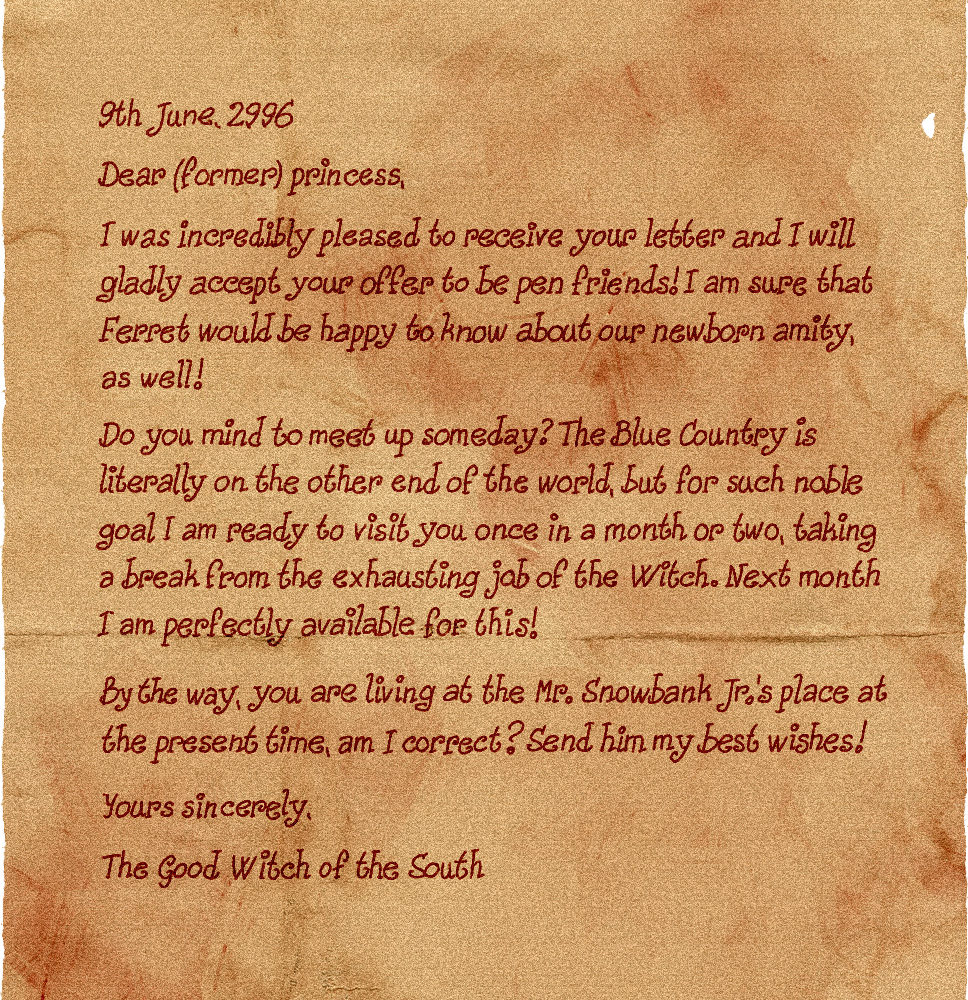 9th June, 2996
Dear (former) princess,
I was incredibly pleased to receive your letter and I will
gladly accept your offer to be pen friends! I am sure that
Ferret would be happy to know about our newborn amity,
as well!
Do you mind to meet up someday? The Blue Country is
literally on the other end of the world, but for such noble
goal I am ready to visit you once in a month or two, taking
a break from the exhausting job of the Witch. Next month
I am perfectly available for this!
By the way, you are living at the Mr. Snowbank Jr.'s place at
the present time, am I correct? Send him my best wishes!
Yours sincerely,
The Good Witch of the South